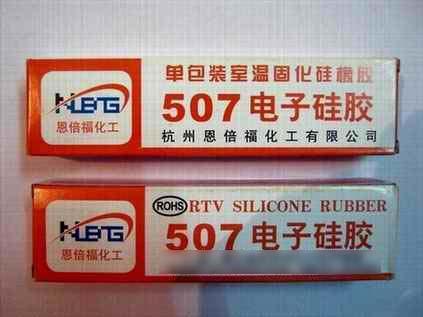 单包装室温固化硅橡胶
507电子硅胶
恩倍福化工
杭州恩倍福化工有限公司
ROHS RTV SILICONE RUBBER
507电子硅胶
恩倍福化工